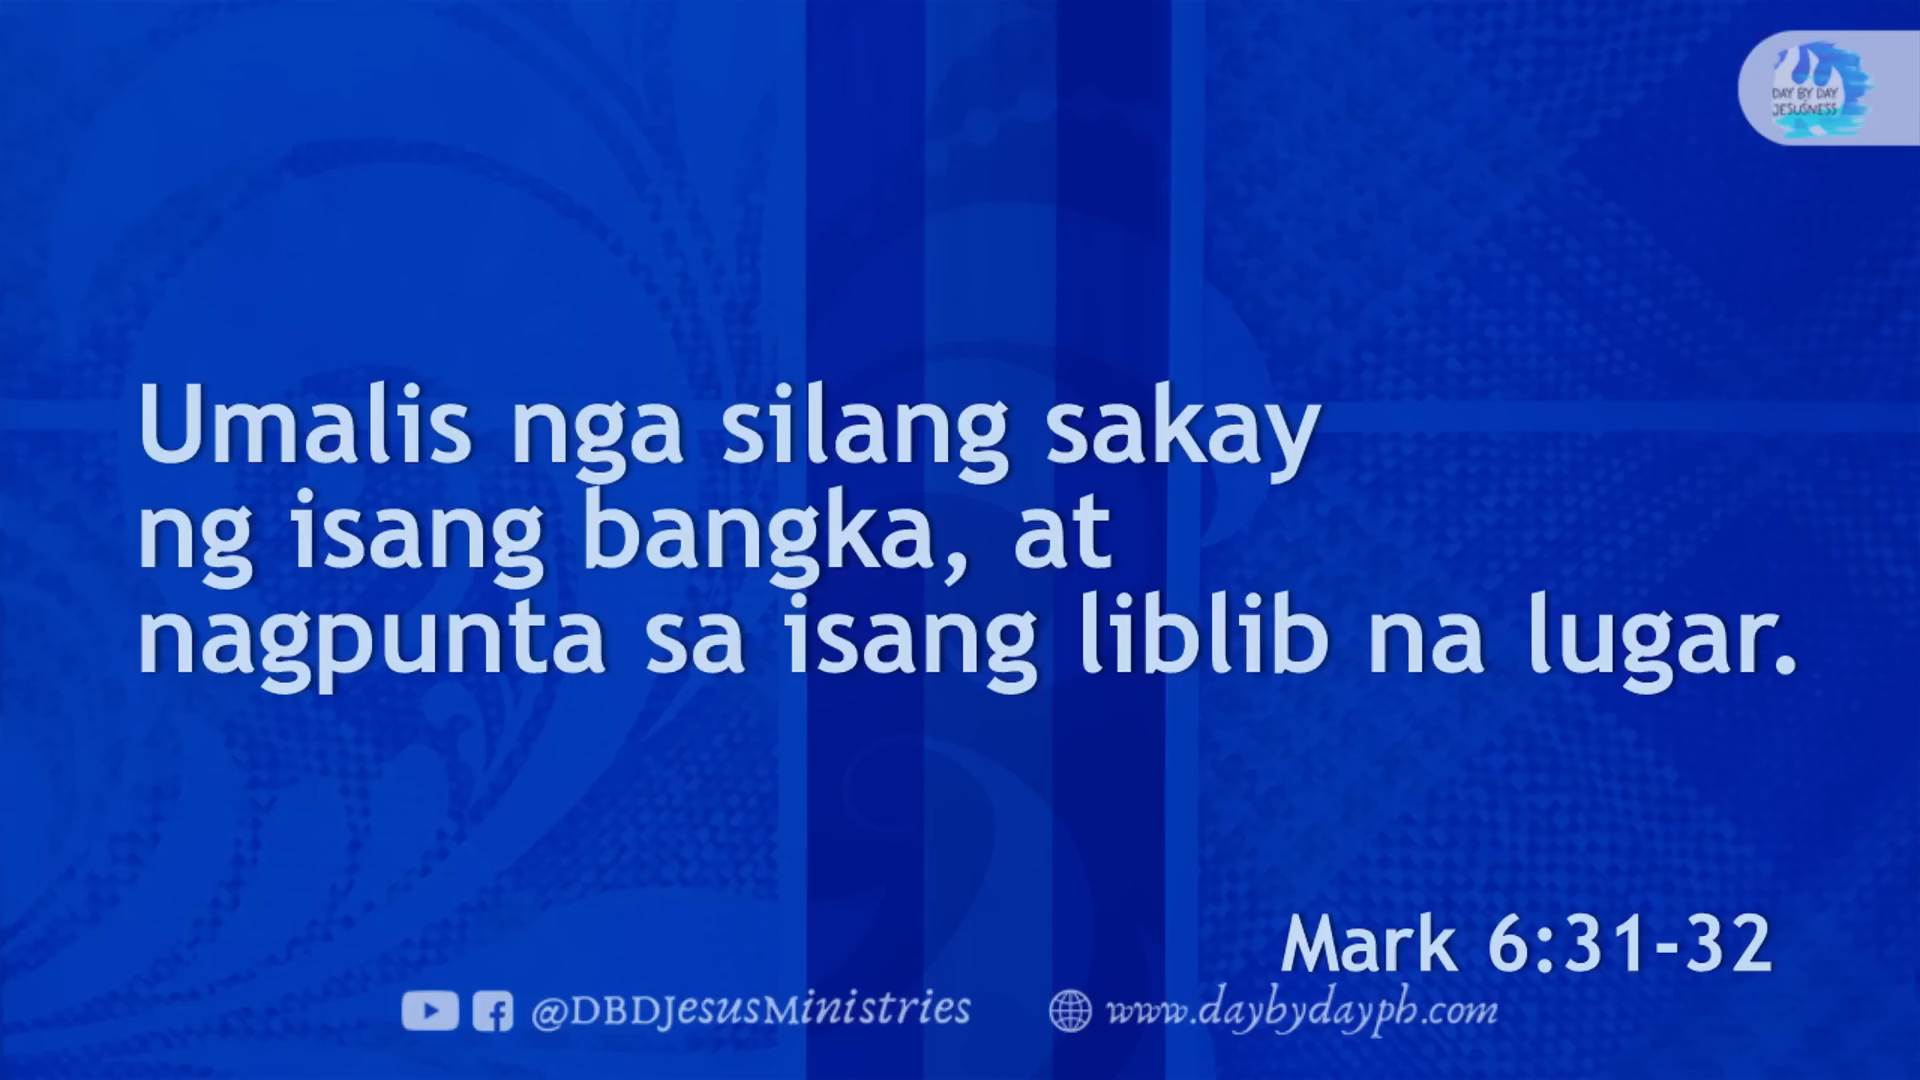 DAY BY DAY
JESUSNESS
Umalis nga silang sakay
ng isang bangka, at
nagpunta sa isang liblib na lugar.
Mark 6:31-32
@DBDJesusMinistries www.daybydayph.com